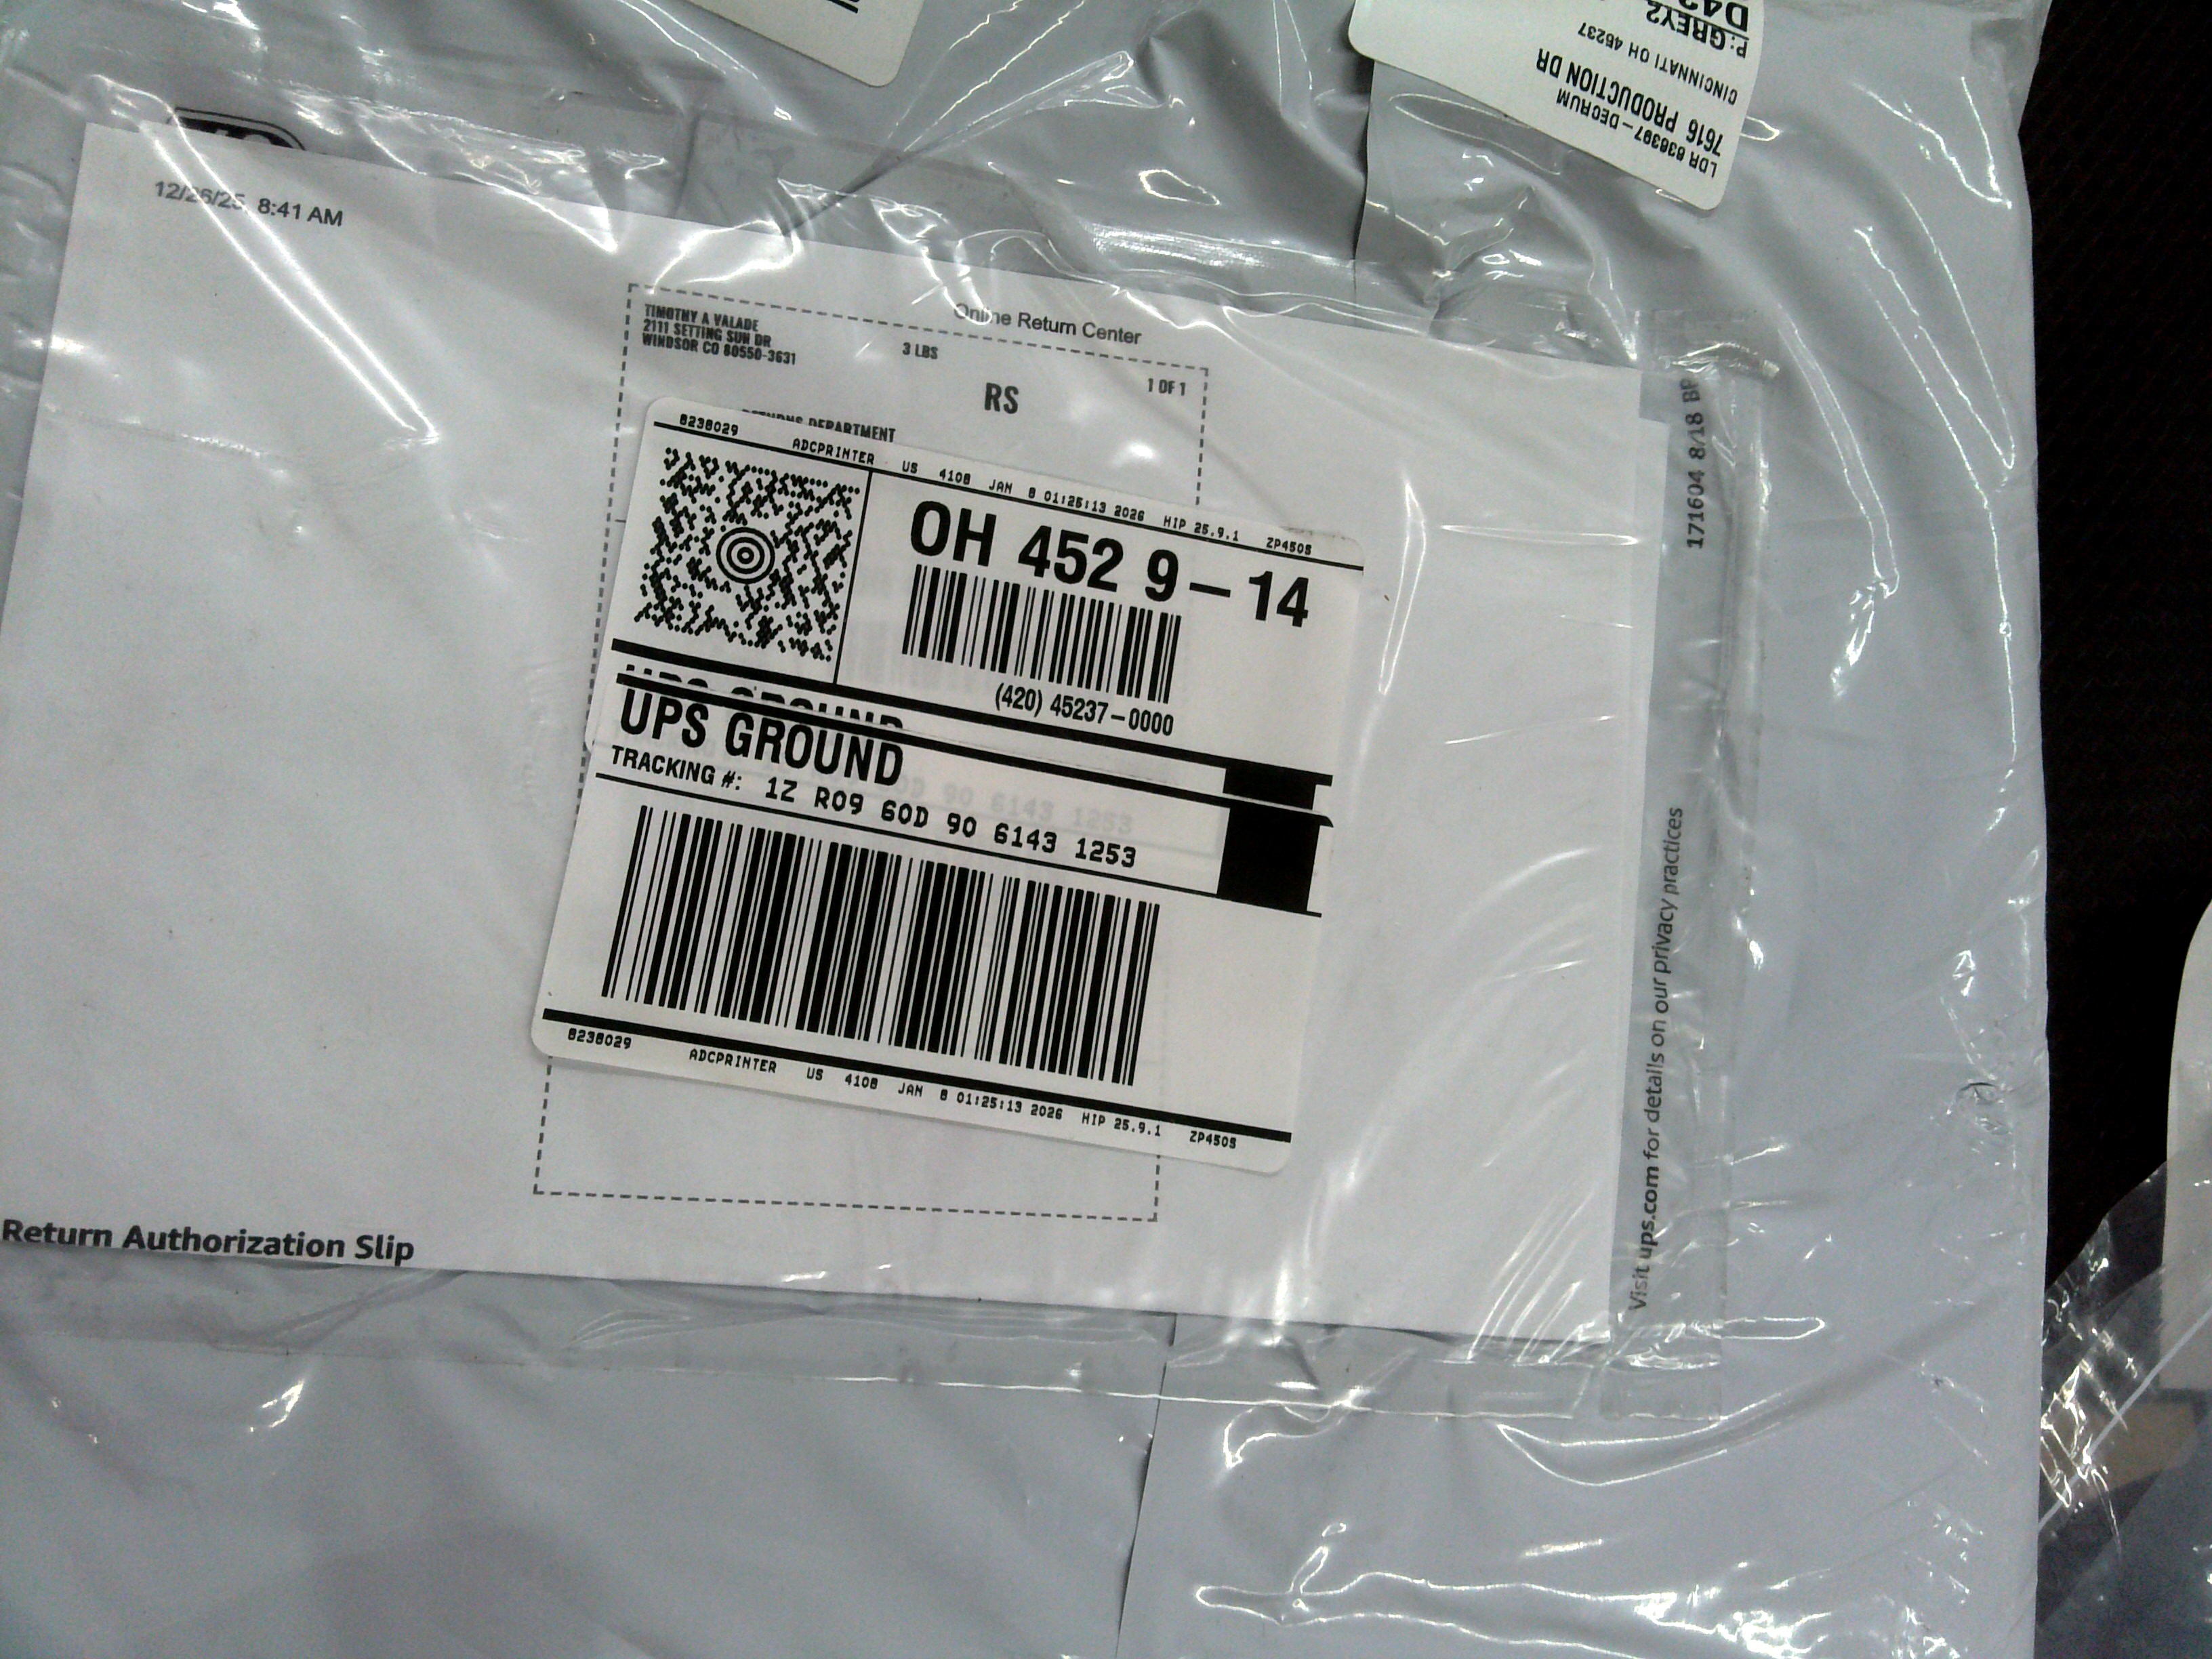 12/26/25, 8:41 AM
Online Return Center
TIMOTHY A VALADE
2111 SETTING SUN DR
WINDSOR CO 80550-3631
3 LBS
1 OF 1
RS
RETURNS DEPARTMENT
8238029 ADCPRINTER US 4108 JAN 8 01:25:13 2026 HIP 25.9.1 ZP450S
OH 452 9-14
(420) 45237-0000
UPS GROUND
UPS GROUND
TRACKING #: 1Z R09 60D 90 6143 1253
8238029 ADCPRINTER US 4108 JAN 8 01:25:13 2026 HIP 25.9.1 ZP450S
Return Authorization Slip
LDR 636397-DECRUM
7616 PRODUCTION DR
CINCINNATI OH 45237
P: GREY2
171604 8/18
Visit ups.com for details on our privacy practices